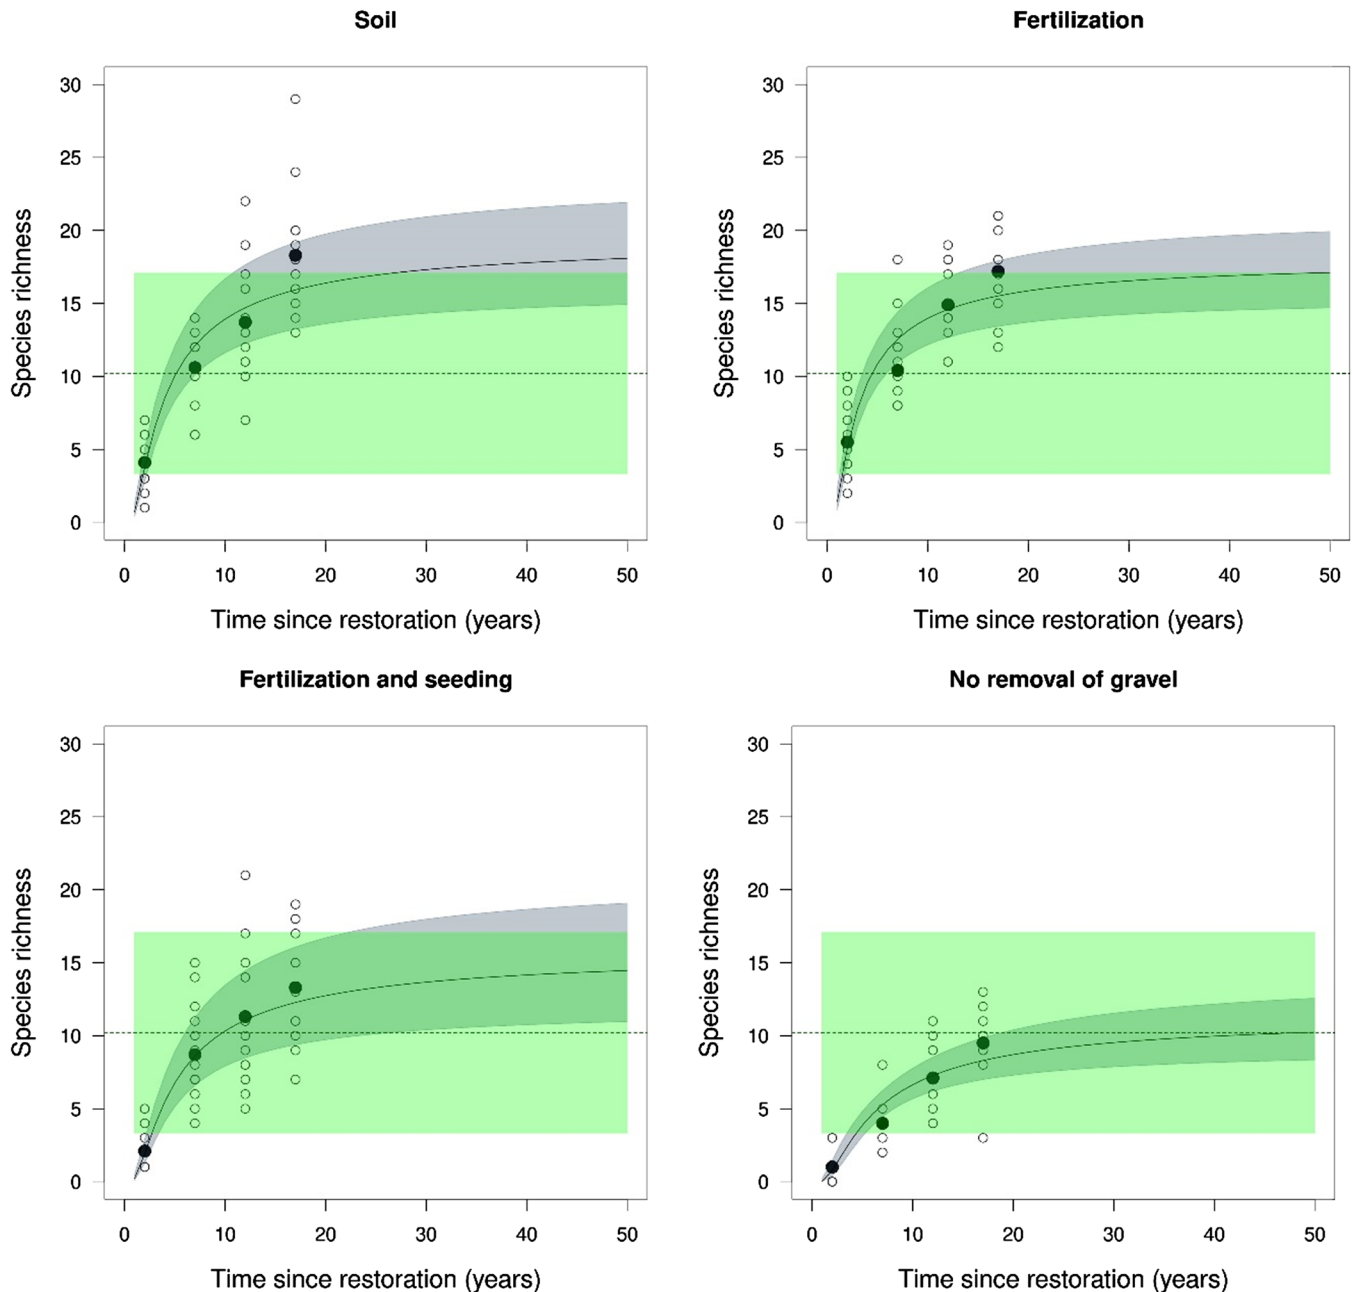 Soil
Fertilization
30
25
20
15
10
5
0
Species richness
0 10 20 30 40 50
Time since restoration (years)
30
25
20
15
10
5
0
Species richness
0 10 20 30 40 50
Time since restoration (years)
Fertilization and seeding
No removal of gravel
30
25
20
15
10
5
0
Species richness
0 10 20 30 40 50
Time since restoration (years)
30
25
20
15
10
5
0
Species richness
0 10 20 30 40 50
Time since restoration (years)